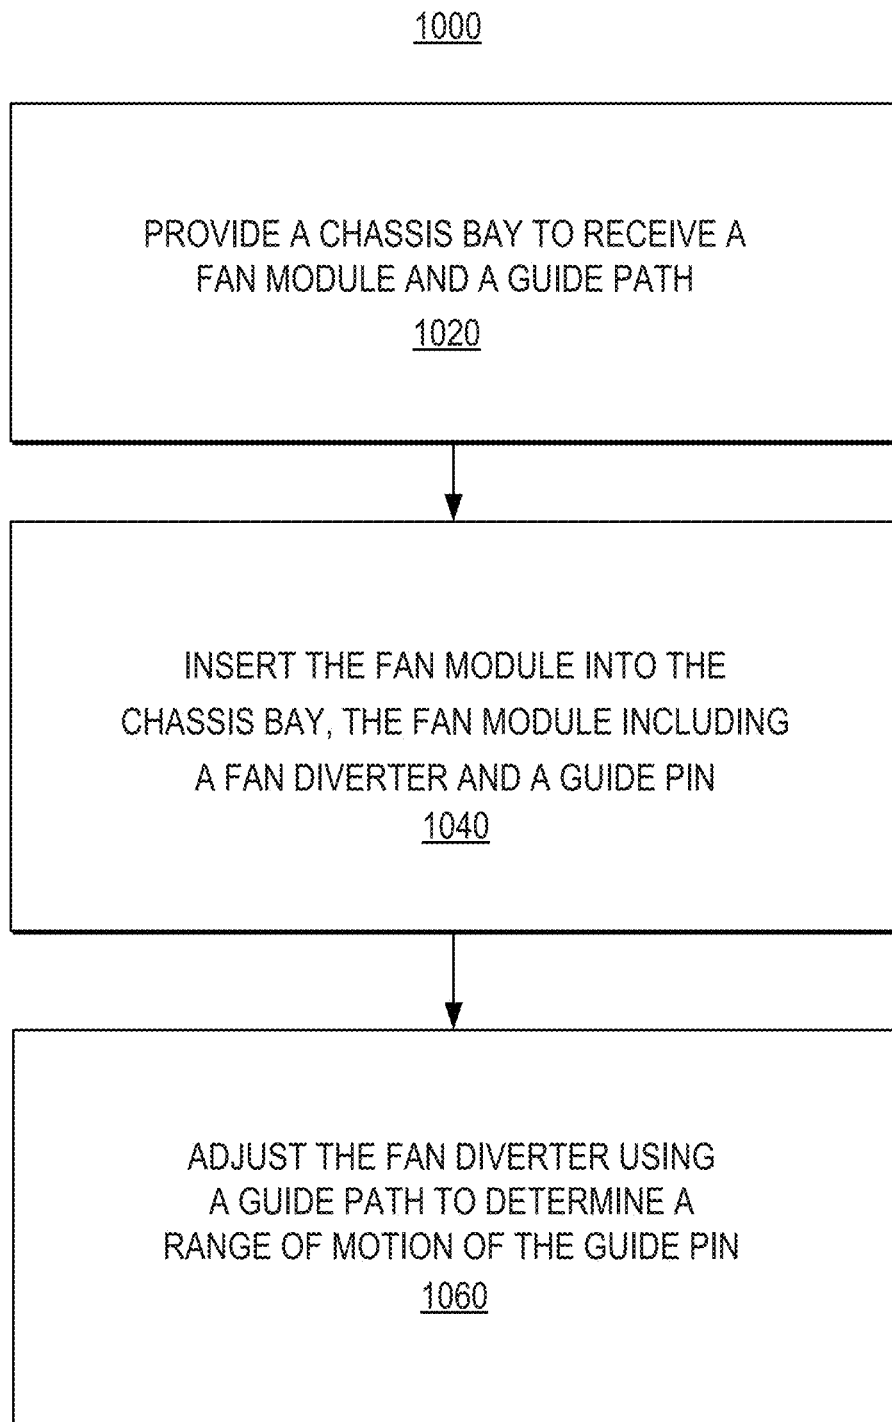 1000
PROVIDE A CHASSIS BAY TO RECEIVE A
FAN MODULE AND A GUIDE PATH
1020
INSERT THE FAN MODULE INTO THE
CHASSIS BAY, THE FAN MODULE INCLUDING
A FAN DIVERTER AND A GUIDE PIN
1040
ADJUST THE FAN DIVERTER USING
A GUIDE PATH TO DETERMINE A
RANGE OF MOTION OF THE GUIDE PIN
1060